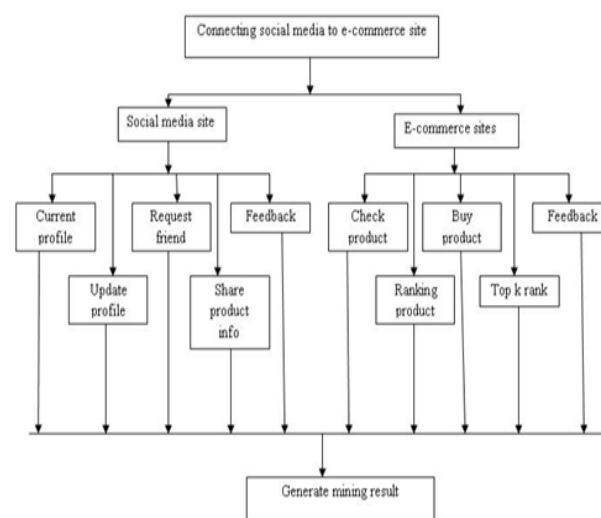 Connecting social media to e-commerce site
Social media site
E-commerce sites
Current
profile
Request
friend
Feedback
Check
product
Buy
product
Feedback
Update
profile
Share
product
info
Ranking
product
Top k rank
Generate mining result